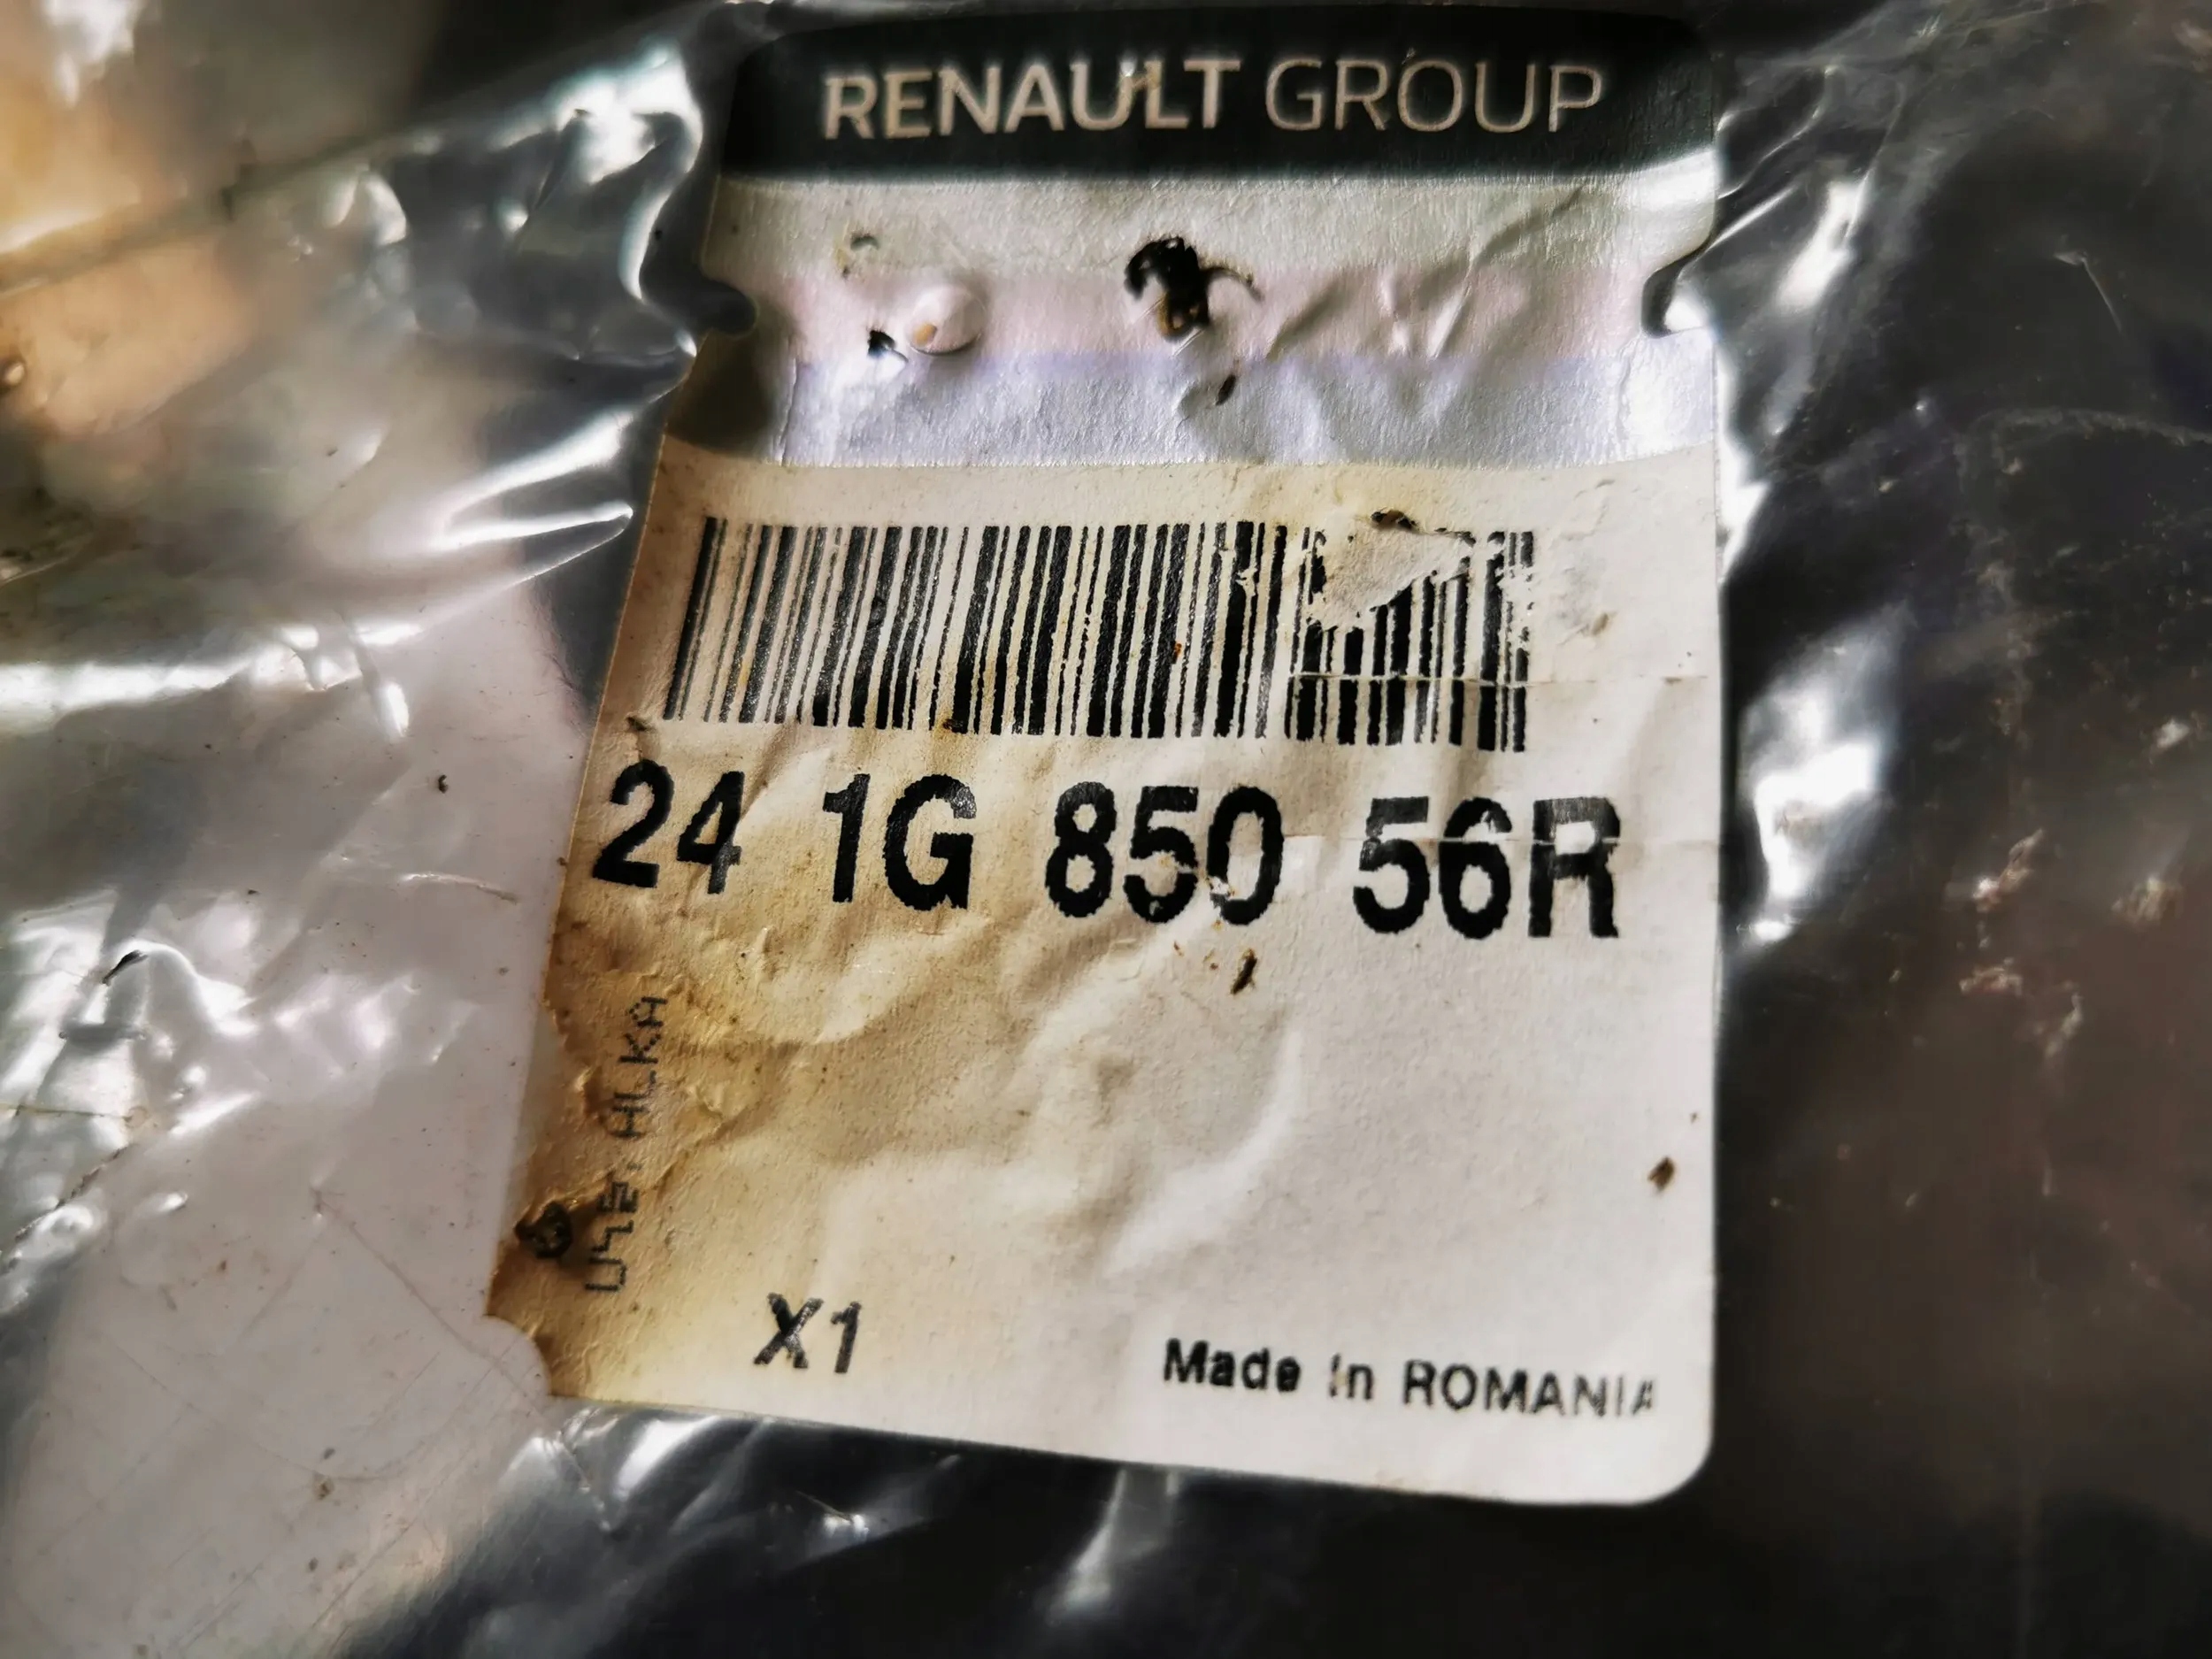 RENAULT GROUP
24 1G 850 56R
X1
Made in ROMANIA